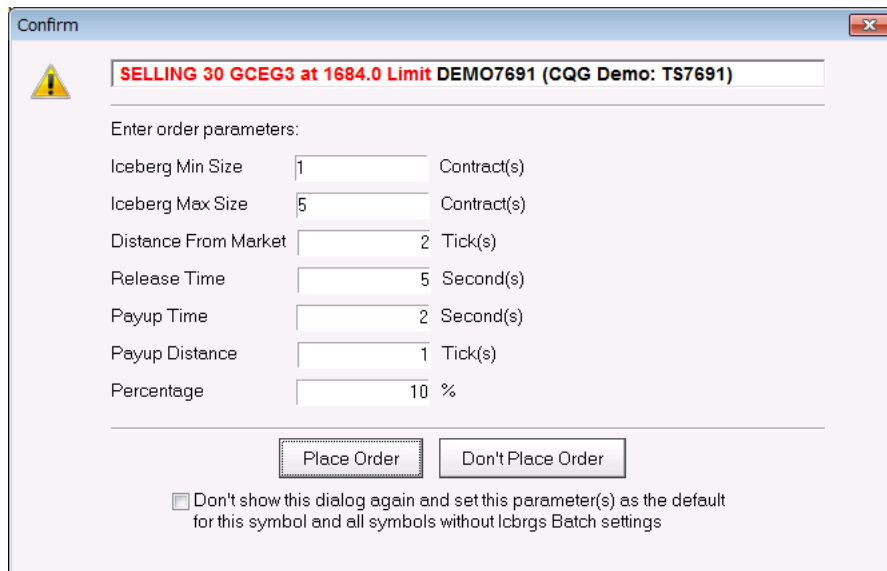 Confirm
SELLING 30 GCEG3 at 1684.0 Limit DEMO7691 (CQG Demo: TS7691)
Enter order parameters:
Iceberg Min Size 1 Contract(s)
Iceberg Max Size 5 Contract(s)
Distance From Market 2 Tick(s)
Release Time 5 Second(s)
Payup Time 2 Second(s)
Payup Distance 1 Tick(s)
Percentage 10 %
Place Order Don't Place Order
Don't show this dialog again and set this parameter(s) as the default
for this symbol and all symbols without Icbrgs Batch settings